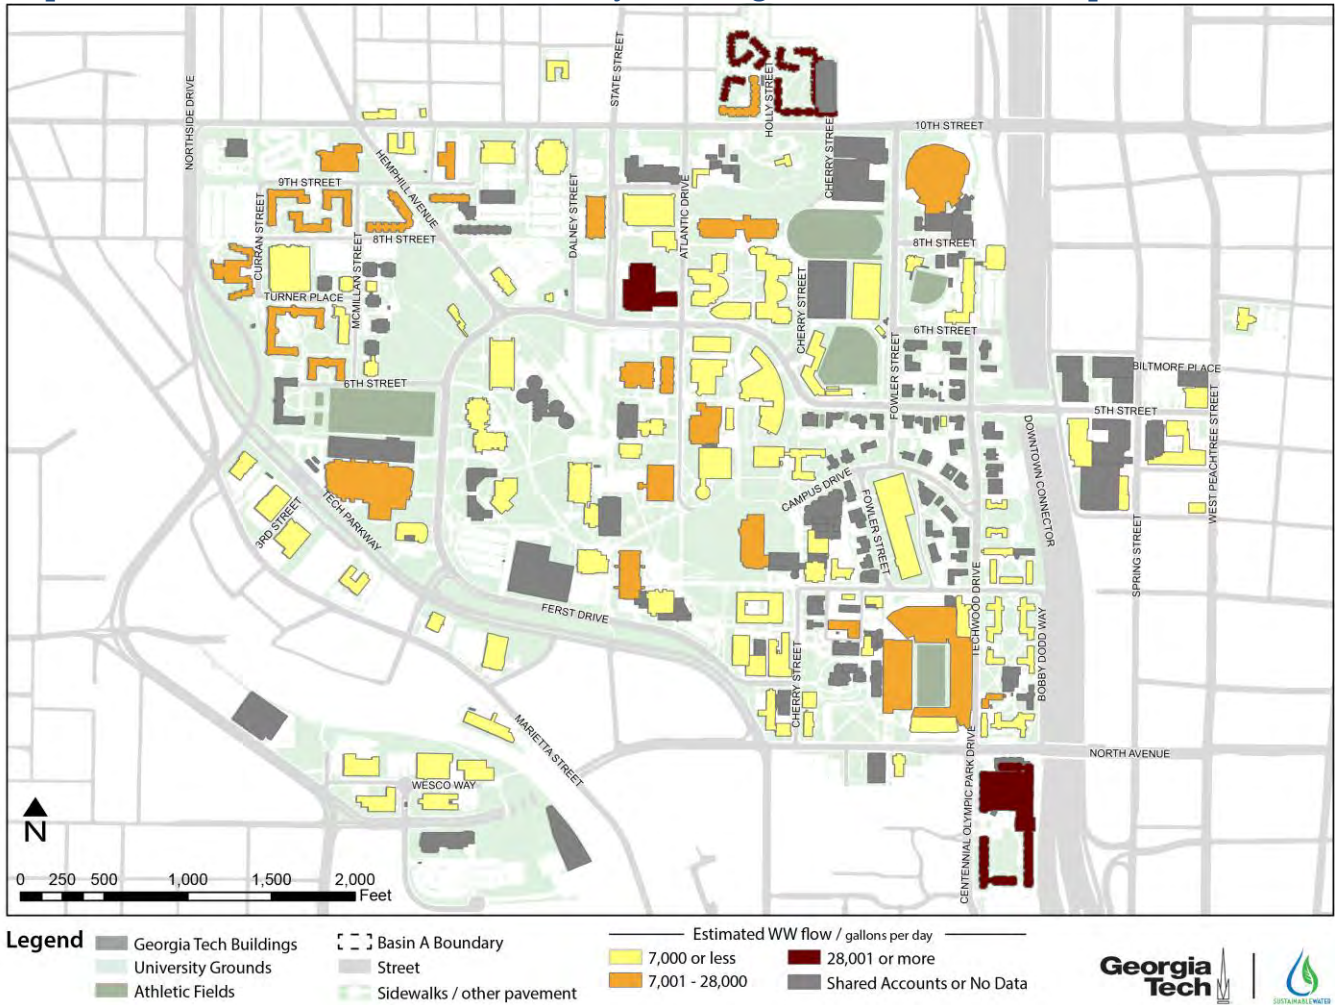 STATE STREET
NORTHSIDE DRIVE
HOLLY STREET
CHERRY STREET
10TH STREET
HEMPHILL AVENUE
9TH STREET
CURRAN STREET
8TH STREET
DALNEY STREET
ATLANTIC DRIVE
8TH STREET
MCMILLAN STREET
TURNER PLACE
CHERRY STREET
FOWLER STREET
6TH STREET
BILTMORE PLACE
6TH STREET
5TH STREET
WEST PEACHTREE STREET
DOWNTOWN CONNECTOR
CAMPUS DRIVE
FOWLER STREET
3RD STREET
TECH PARKWAY
SPRING STREET
TECHWOOD DRIVE
FERST DRIVE
BOBBY DODD WAY
CHERRY STREET
MARIETTA STREET
NORTH AVENUE
WESCO WAY
CENTENNIAL OLYMPIC PARK DRIVE
N
0 250 500 1,000 1,500 2,000
Feet
Legend
Georgia Tech Buildings
University Grounds
Athletic Fields
Basin A Boundary
Street
Sidewalks / other pavement
Estimated WW flow / gallons per day
7,000 or less
7,001 - 28,000
28,001 or more
Shared Accounts or No Data
Georgia
Tech
SUSTAINABLEWATER